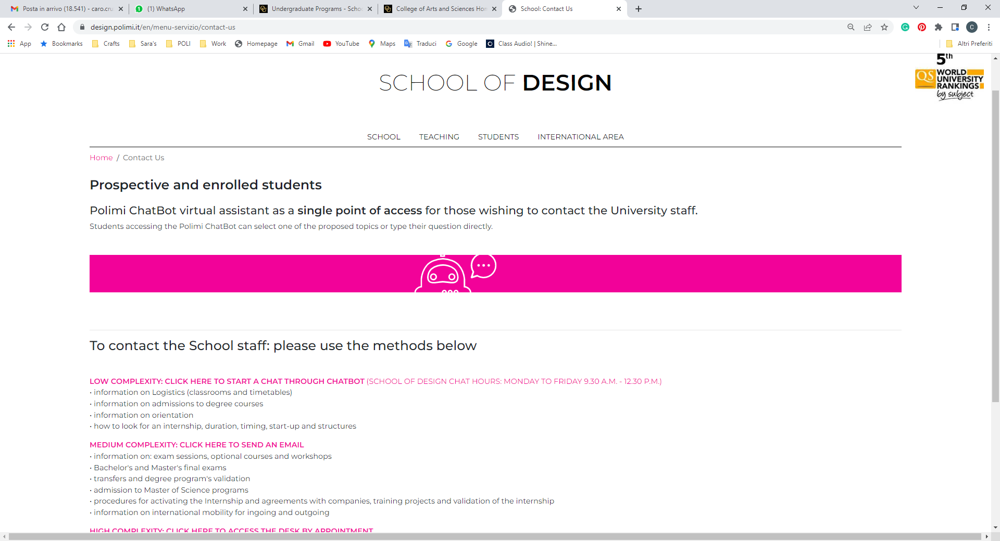 Posta in arrivo (18.541) - caro.cru
(1) WhatsApp
Undergraduate Programs - Schoo
College of Arts and Sciences Hom
School: Contact Us
design.polimi.it/en/menu-servizio/contact-us
App
Bookmarks
Crafts
Sara's
POLI
Work
Homepage
Gmail
YouTube
Maps
Traduci
Google
Class Audio! | Shine...
Altri Preferiti
SCHOOL OF DESIGN
5th
QS WORLD
UNIVERSITY
RANKINGS
by subject
SCHOOL TEACHING STUDENTS INTERNATIONAL AREA
Home / Contact Us
Prospective and enrolled students
Polimi ChatBot virtual assistant as a single point of access for those wishing to contact the University staff.
Students accessing the Polimi ChatBot can select one of the proposed topics or type their question directly.
To contact the School staff: please use the methods below
LOW COMPLEXITY: CLICK HERE TO START A CHAT THROUGH CHATBOT (SCHOOL OF DESIGN CHAT HOURS: MONDAY TO FRIDAY 9.30 A.M. - 12.30 P.M.)
• information on Logistics (classrooms and timetables)
• information on admissions to degree courses
• information on orientation
• how to look for an internship, duration, timing, start-up and structures
MEDIUM COMPLEXITY: CLICK HERE TO SEND AN EMAIL
• information on: exam sessions, optional courses and workshops
• Bachelor's and Master's final exams
• transfers and degree program's validation
• admission to Master of Science programs
• procedures for activating the Internship and agreements with companies, training projects and validation of the internship
• information on international mobility for ingoing and outgoing
HIGH COMPLEXITY: CLICK HERE TO ACCESS THE DESK BY APPOINTMENT